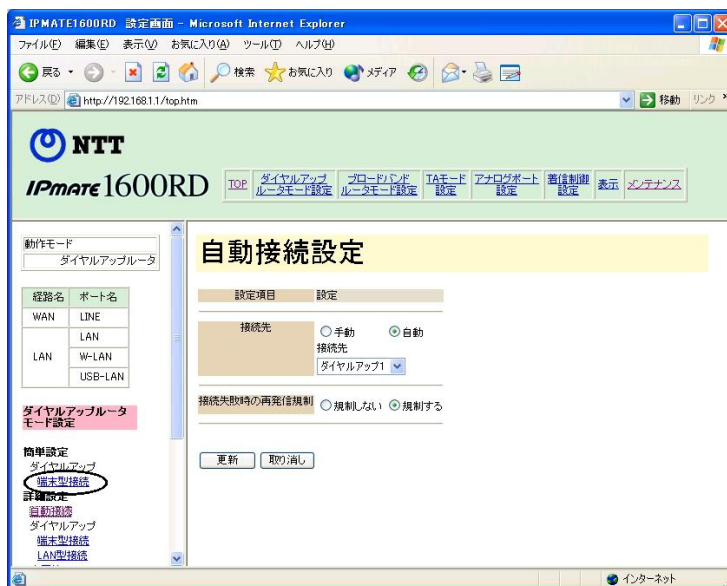 IPMATE1600RD 設定画面 - Microsoft Internet Explorer
ファイル(F) 編集(E) 表示(V) お気に入り(A) ツール(T) ヘルプ(H)
戻る 検索 お気に入り メディア
アドレス(D) http://192.168.1.1/top.htm 移動 リンク »
NTT
IPmate1600RD
TOP ダイヤルアップルータモード設定 ブロードバンドルータモード設定 TAモード設定 アナログポート設定 着信制御設定 表示 メンテナンス
動作モード
ダイヤルアップルータ
経路名 ポート名
WAN LINE
LAN
LAN W-LAN
USB-LAN
ダイヤルアップルータ
モード設定
簡単設定
ダイヤルアップ
端末型接続
詳細設定
自動接続
ダイヤルアップ
端末型接続
LAN型接続
自動接続設定
設定項目 設定
接続先 手動 自動
接続先
ダイヤルアップ1
接続失敗時の再発信規制 規制しない 規制する
更新 取り消し
インターネット